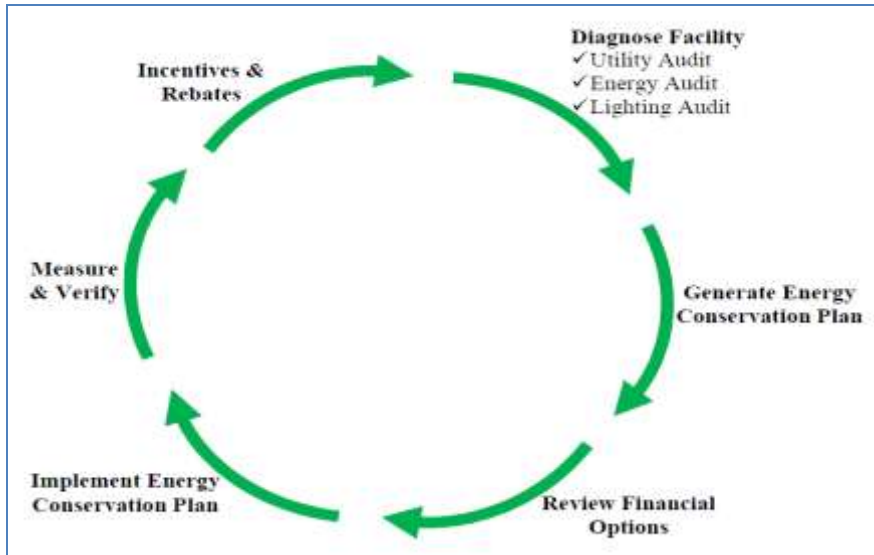 Diagnose Facility
✓Utility Audit
✓Energy Audit
✓Lighting Audit
Generate Energy
Conservation Plan
Review Financial
Options
Implement Energy
Conservation Plan
Measure
& Verify
Incentives &
Rebates